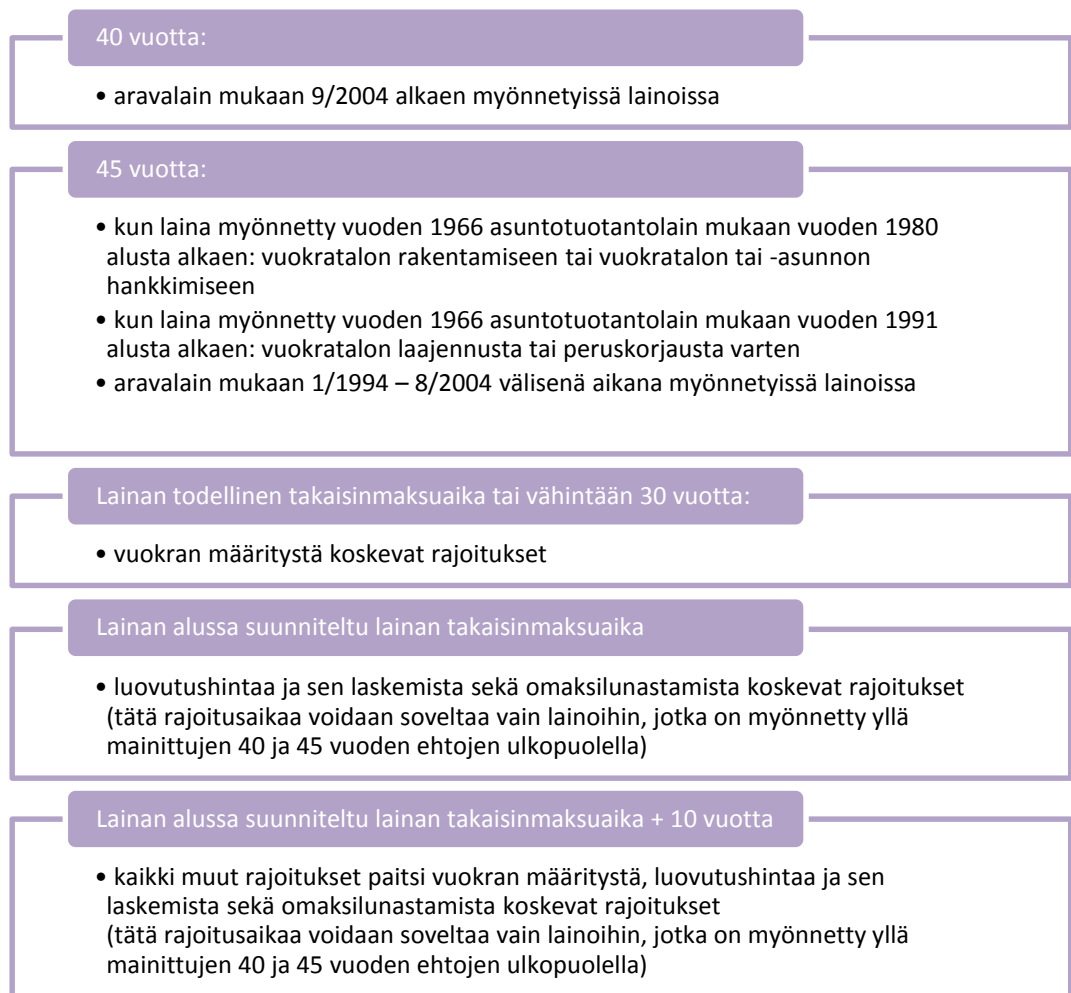 40 vuotta:
• aravalain mukaan 9/2004 alkaen myönnetyissä lainoissa
45 vuotta:
• kun laina myönnetty vuoden 1966 asuntotuotantolain mukaan vuoden 1980
alusta alkaen: vuokratalon rakentamiseen tai vuokratalon tai -asunnon
hankkimiseen
• kun laina myönnetty vuoden 1966 asuntotuotantolain mukaan vuoden 1991
alusta alkaen: vuokratalon laajennusta tai peruskorjausta varten
• aravalain mukaan 1/1994 – 8/2004 välisenä aikana myönnetyissä lainoissa
Lainan todellinen takaisinmaksuaika tai vähintään 30 vuotta:
• vuokran määritystä koskevat rajoitukset
Lainan alussa suunniteltu lainan takaisinmaksuaika
• luovutushintaa ja sen laskemista sekä omaksilunastamista koskevat rajoitukset
(tätä rajoitusaikaa voidaan soveltaa vain lainoihin, jotka on myönnetty yllä
mainittujen 40 ja 45 vuoden ehtojen ulkopuolella)
Lainan alussa suunniteltu lainan takaisinmaksuaika + 10 vuotta
• kaikki muut rajoitukset paitsi vuokran määritystä, luovutushintaa ja sen
laskemista sekä omaksilunastamista koskevat rajoitukset
(tätä rajoitusaikaa voidaan soveltaa vain lainoihin, jotka on myönnetty yllä
mainittujen 40 ja 45 vuoden ehtojen ulkopuolella)